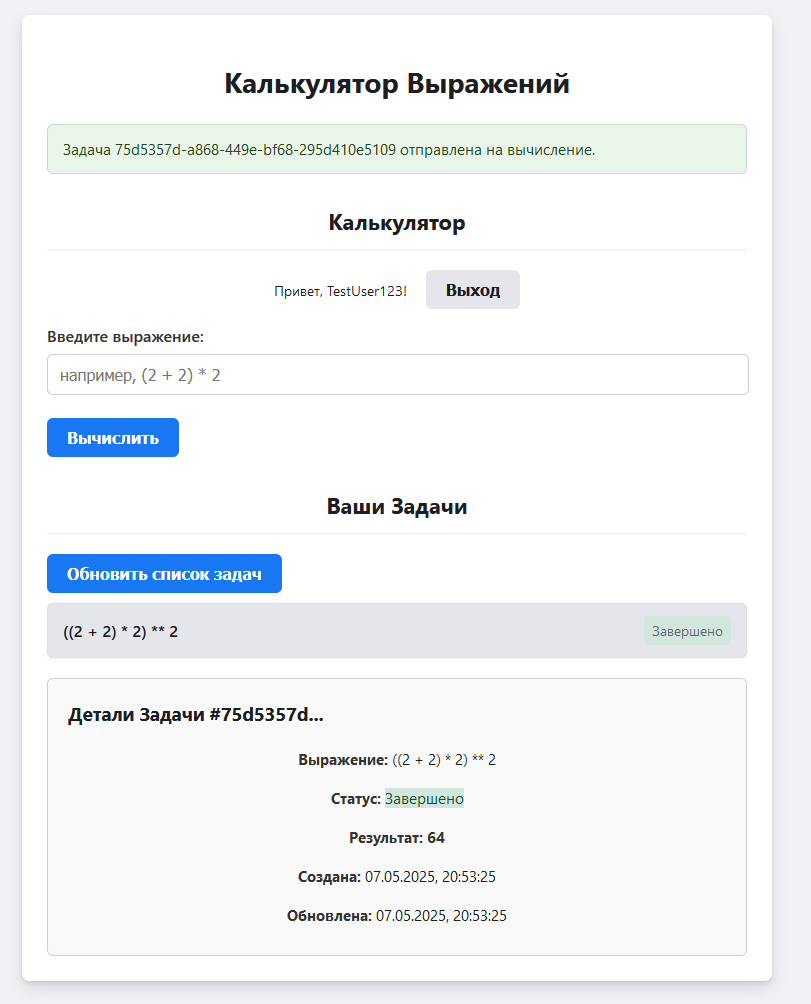 Калькулятор Выражений
Задача 75d5357d-a868-449e-bf68-295d410e5109 отправлена на вычисление.
Калькулятор
Привет, TestUser123! Выход
Введите выражение:
например, (2 + 2) * 2
Вычислить
Ваши Задачи
Обновить список задач
((2 + 2) * 2) ** 2 Завершено
Детали Задачи #75d5357d...
Выражение: ((2 + 2) * 2) ** 2
Статус: Завершено
Результат: 64
Создана: 07.05.2025, 20:53:25
Обновлена: 07.05.2025, 20:53:25